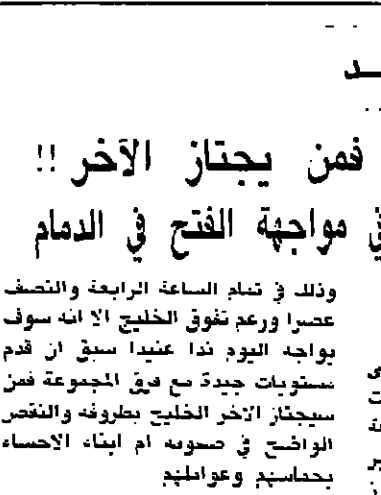 ـد
فمن يجتاز الآخر !!
في مواجهة الفتح في الدمام
وذلك في تمام الساعة الرابعة والنصف
عصرا ورغم تفوق الخليج الا انه سوف
يواجه اليوم ندا عنيدا سبق ان قدم
مستويات جيدة مع فرق المجموعة فمن
سيجتاز الاخر الخليج بظروفه والنقص
الواضح في صفوفه ام ابناء الاحساء
بحماسهم وعوائلهم